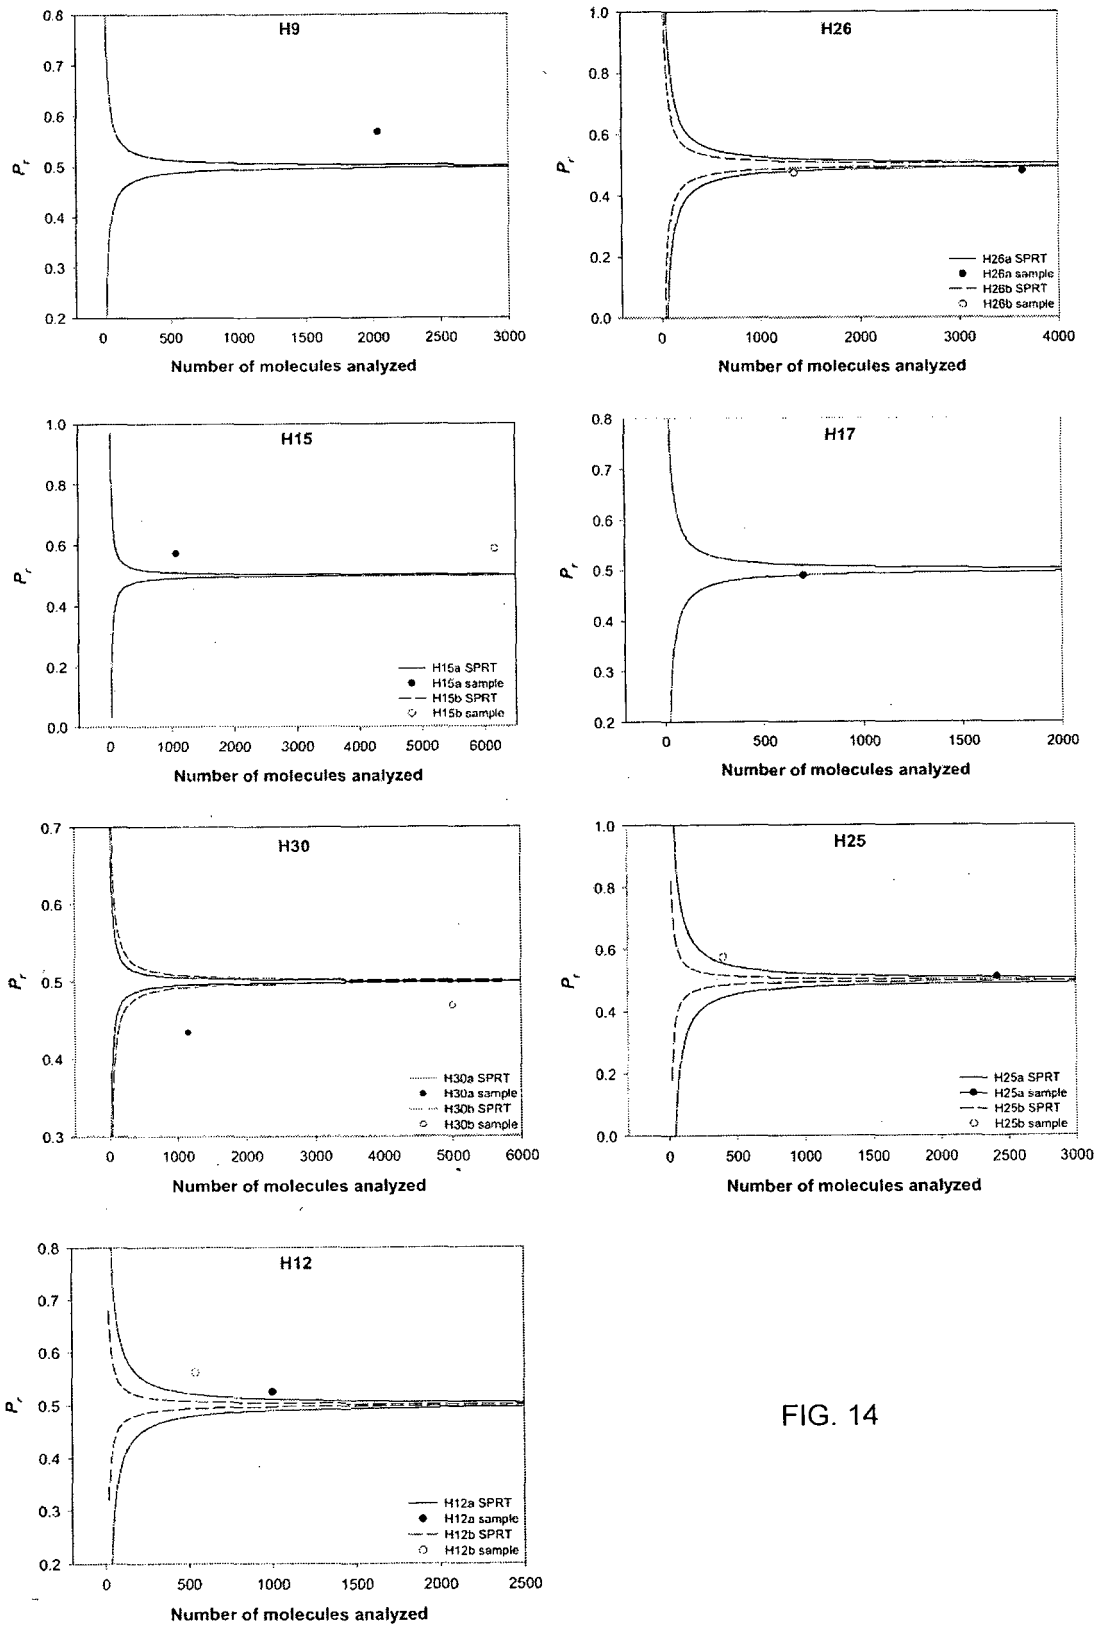 H9
0.8
0.7
0.6
0.5
0.4
0.3
0.2
Pr
0 500 1000 1500 2000 2500 3000
Number of molecules analyzed
H26
1.0
0.8
0.6
0.4
0.2
0.0
Pr
H26a SPRT
H26a sample
H26b SPRT
H26b sample
0 1000 2000 3000 4000
Number of molecules analyzed
H15
1.0
0.8
0.6
0.4
0.2
0.0
Pr
H15a SPRT
H15a sample
H15b SPRT
H15b sample
0 1000 2000 3000 4000 5000 6000
Number of molecules analyzed
H17
0.8
0.7
0.6
0.5
0.4
0.3
0.2
Pr
0 500 1000 1500 2000
Number of molecules analyzed
H30
0.7
0.6
0.5
0.4
0.3
Pr
H30a SPRT
H30a sample
H30b SPRT
H30b sample
0 1000 2000 3000 4000 5000 6000
Number of molecules analyzed
H25
1.0
0.8
0.6
0.4
0.2
0.0
Pr
H25a SPRT
H25a sample
H25b SPRT
H25b sample
0 500 1000 1500 2000 2500 3000
Number of molecules analyzed
H12
0.8
0.7
0.6
0.5
0.4
0.3
0.2
Pr
H12a SPRT
H12a sample
H12b SPRT
H12b sample
0 500 1000 1500 2000 2500
Number of molecules analyzed
FIG. 14